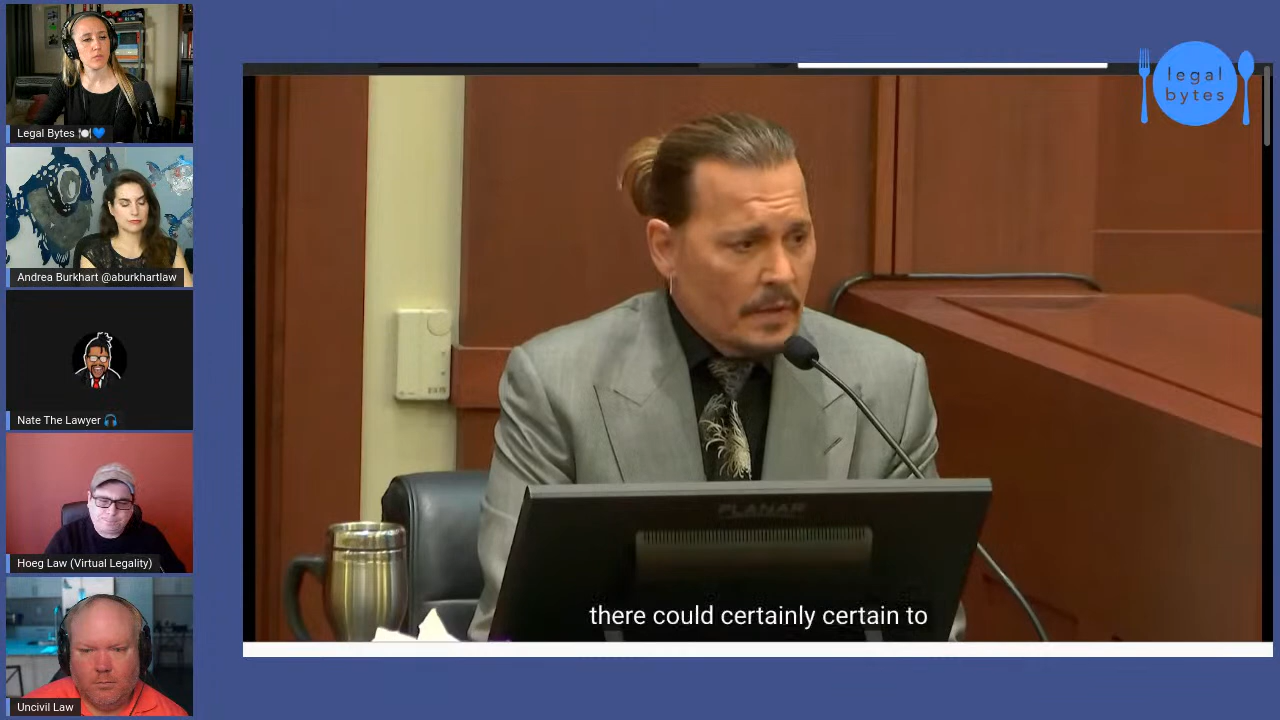 Legal Bytes 🍽💙
Andrea Burkhart @aburkhartlaw
Nate The Lawyer 🎧
Hoeg Law (Virtual Legality)
Uncivil Law
legal
bytes
PLANAR
there could certainly certain to